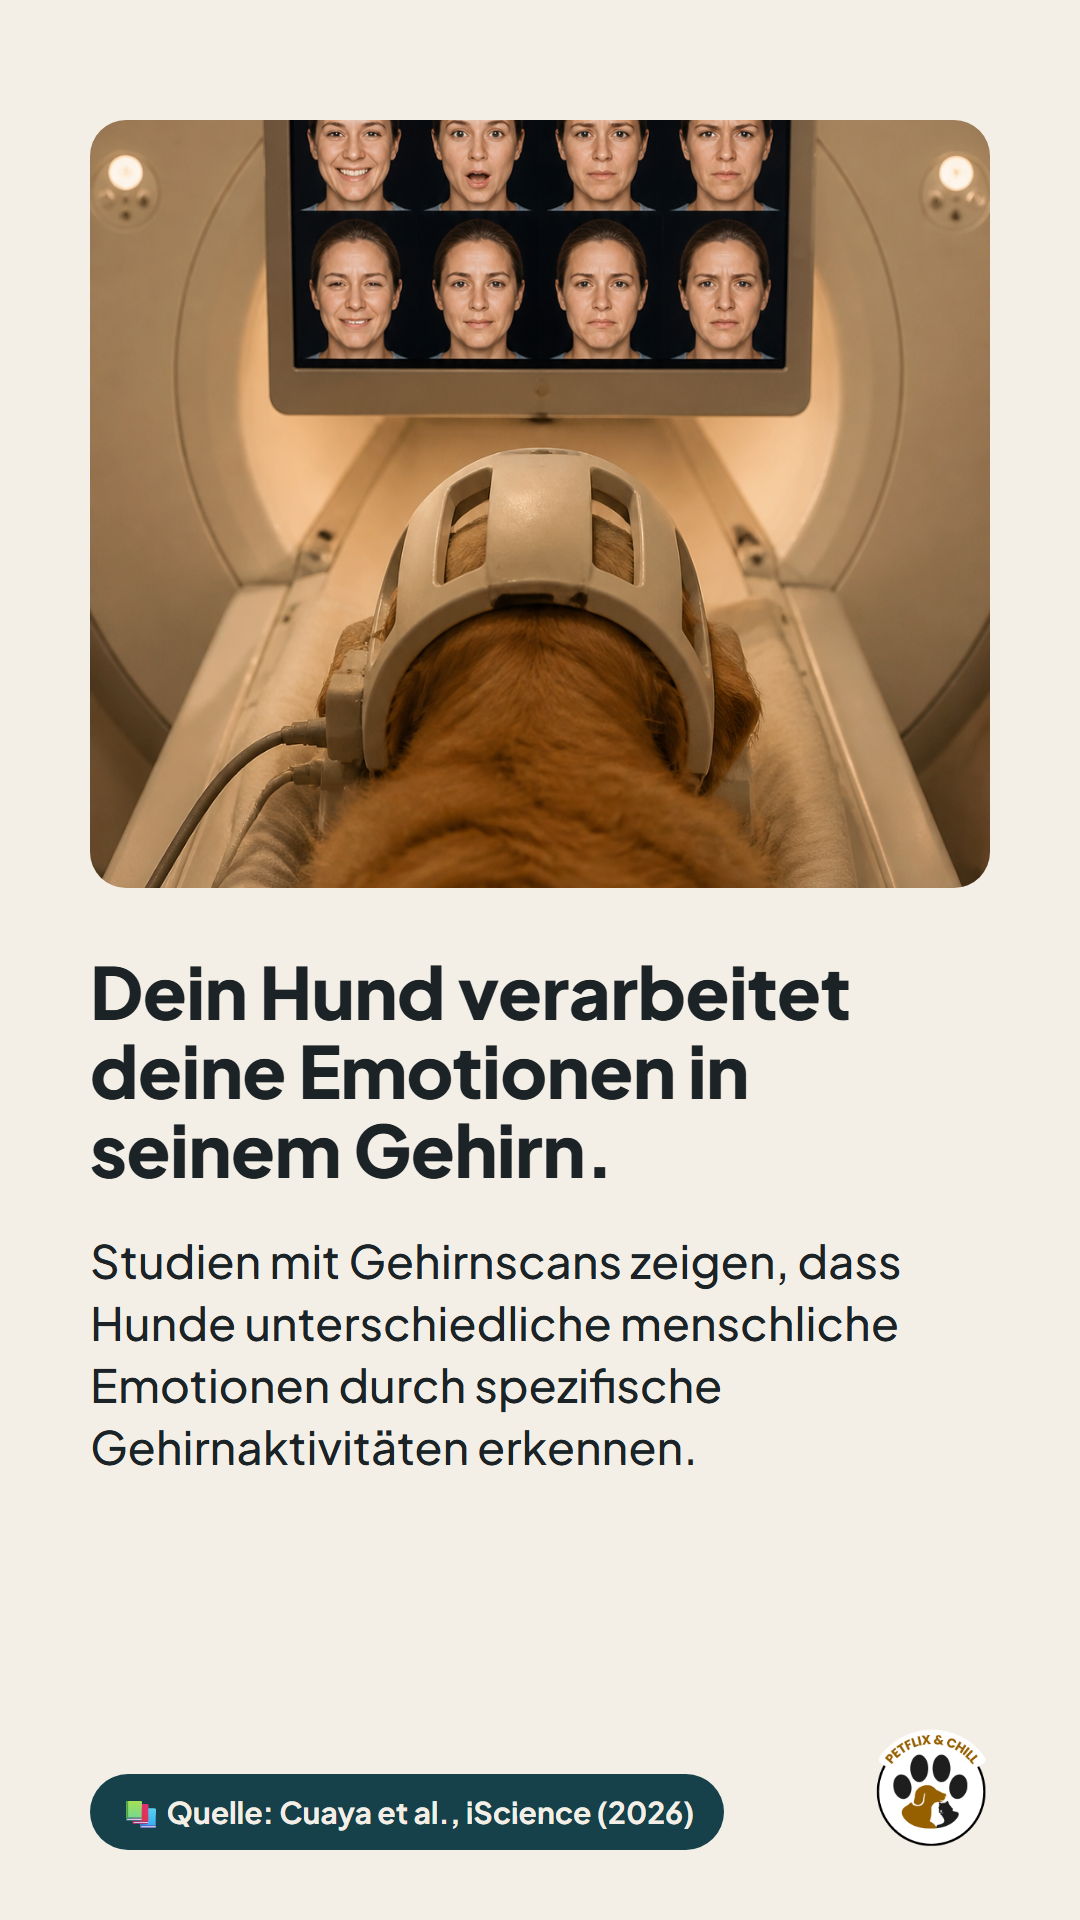 Dein Hund verarbeitet
deine Emotionen in
seinem Gehirn.
Studien mit Gehirnscans zeigen, dass
Hunde unterschiedliche menschliche
Emotionen durch spezifische
Gehirnaktivitäten erkennen.
Quelle: Cuaya et al., iScience (2026)
PETFLIX & CHILL